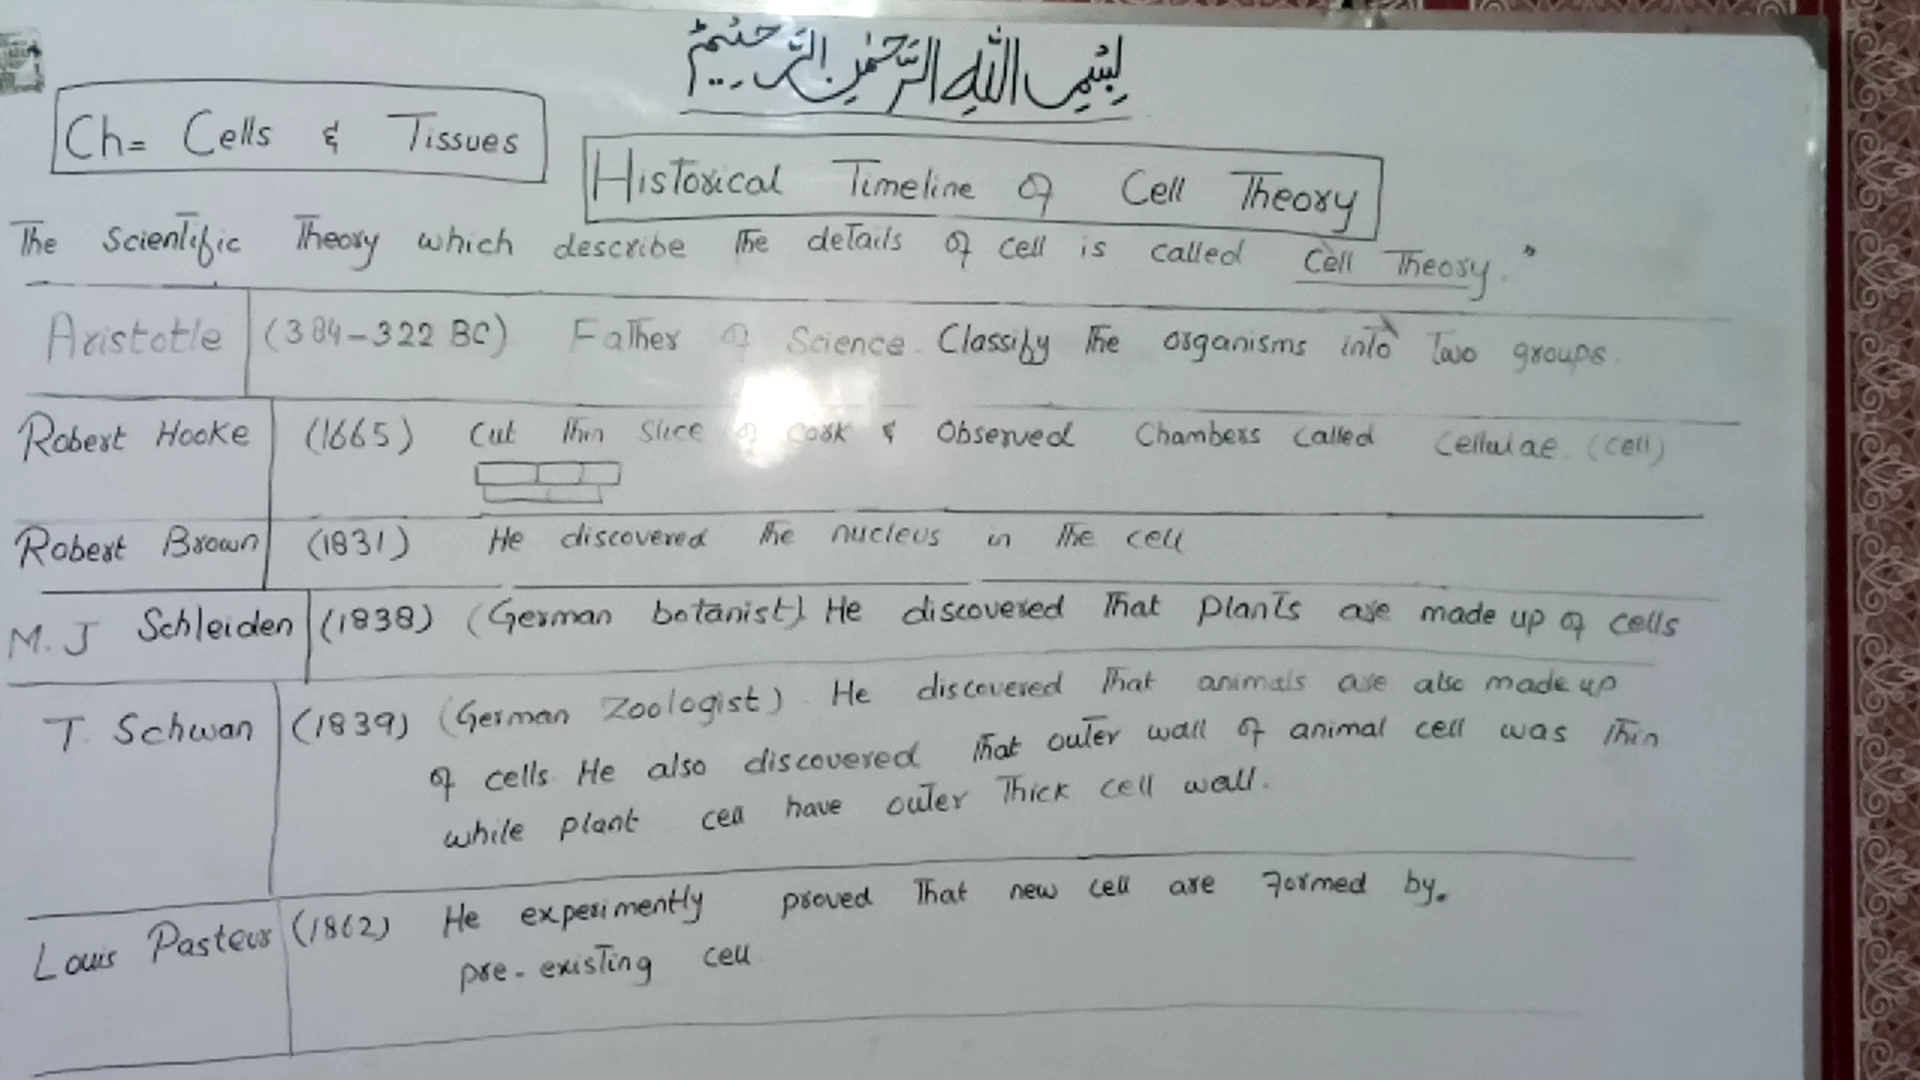 بِسْمِ اللّٰهِ الرَّحْمٰنِ الرَّحِيْمِ
Ch= Cells & Tissues
Historical Timeline of Cell Theory
The Scientific Theory which describe the details of cell is called Cell Theory."
Aristotle (384-322 BC) Father of Science. Classify the organisms into Two groups.
Robert Hooke (1665) Cut thin slice of cork & Observed Chambers called Cellulae. (cell)
Robert Brown (1831) He discovered the nucleus in the cell
M. J Schleiden (1838) (German botanist) He discovered That plants are made up of cells
T. Schwan (1839) (German Zoologist). He discovered That animals are also made up
of cells. He also discovered That outer wall of animal cell was thin
while plant cell have outer Thick cell wall.
Louis Pasteur (1862) He experimently proved That new cell are formed by.
pre-existing cell